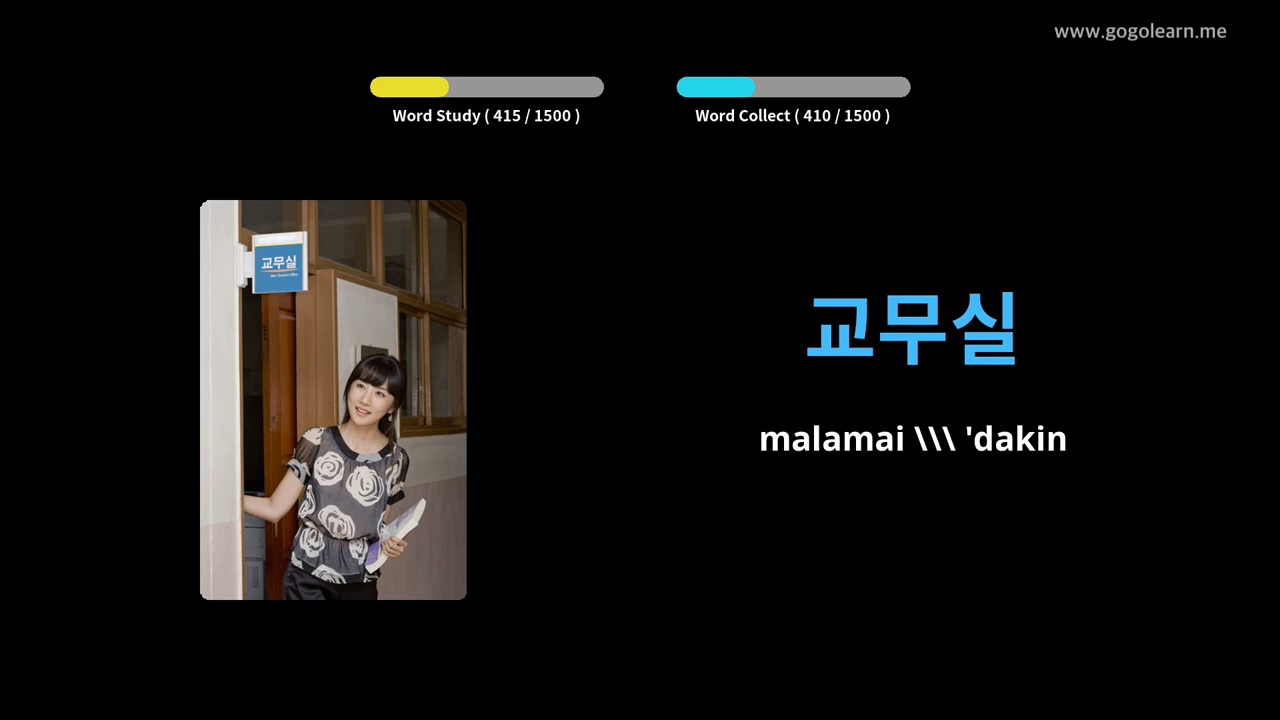 www.gogolearn.me
Word Study ( 415 / 1500 )
Word Collect ( 410 / 1500 )
교무실
교무실
malamai \\\ 'dakin